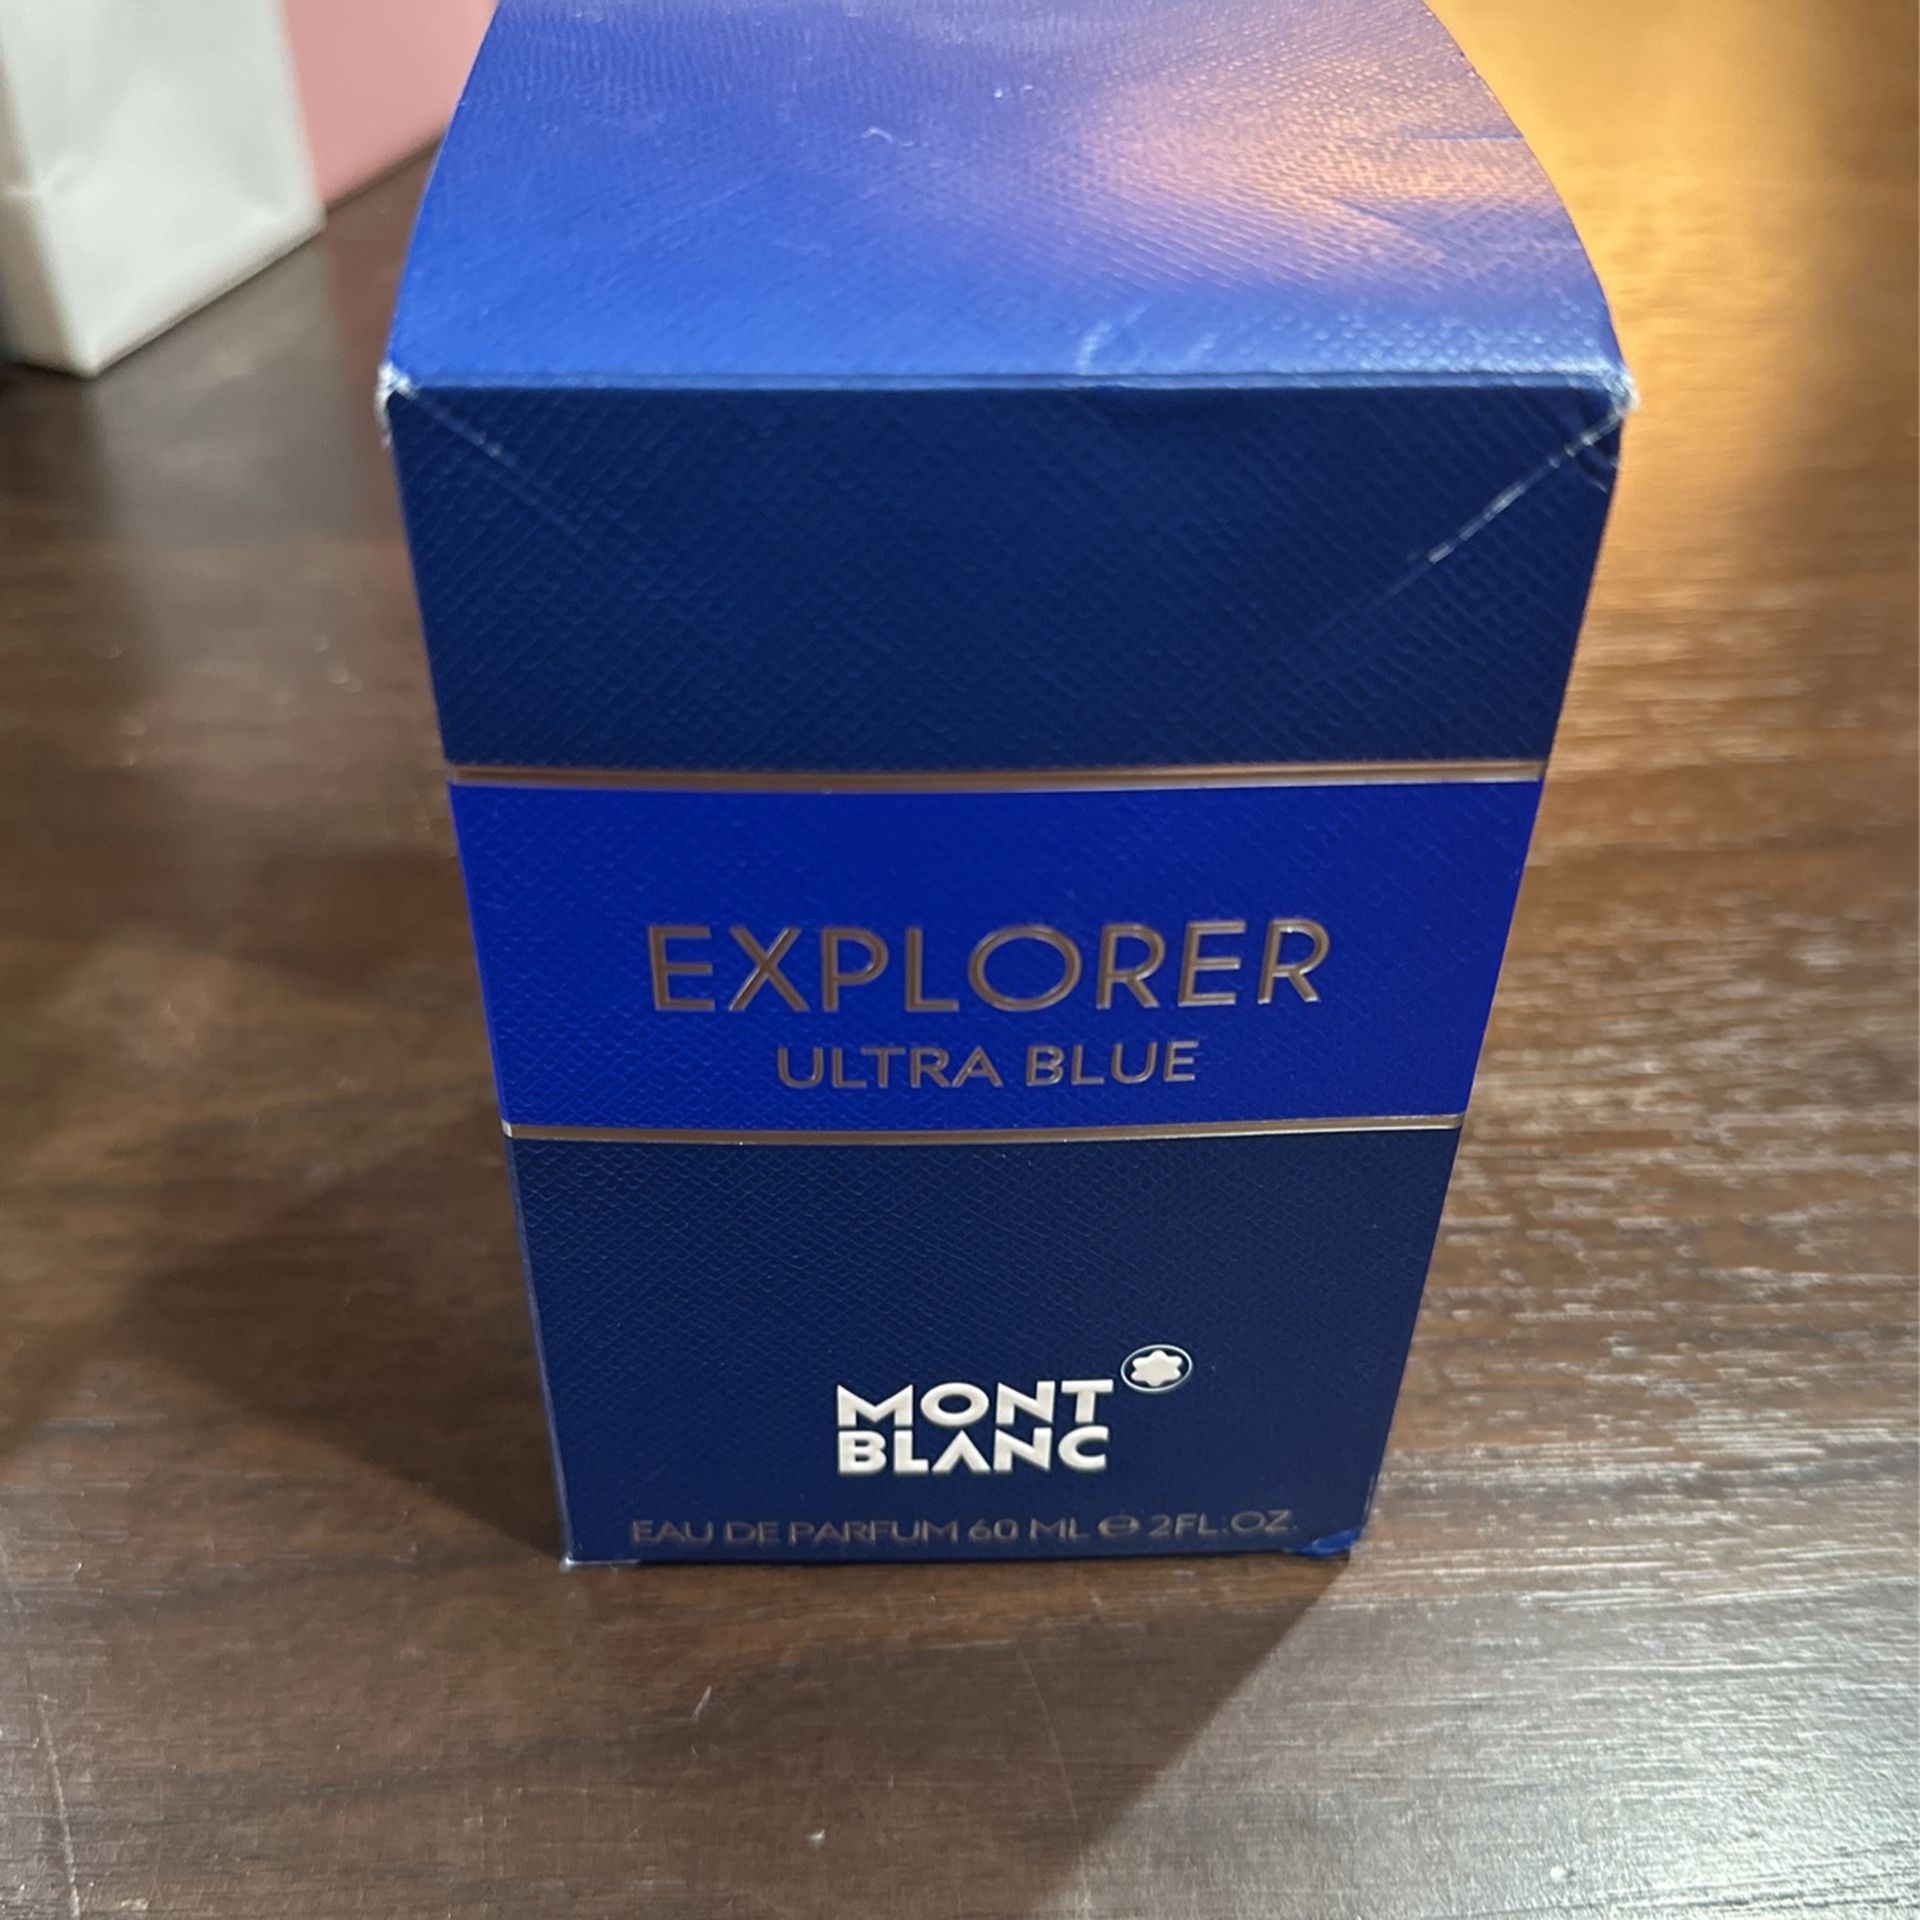 EXPLORER
ULTRA BLUE
MONT
BLANC
EAU DE PARFUM 60 ML ℮ 2FL.OZ.